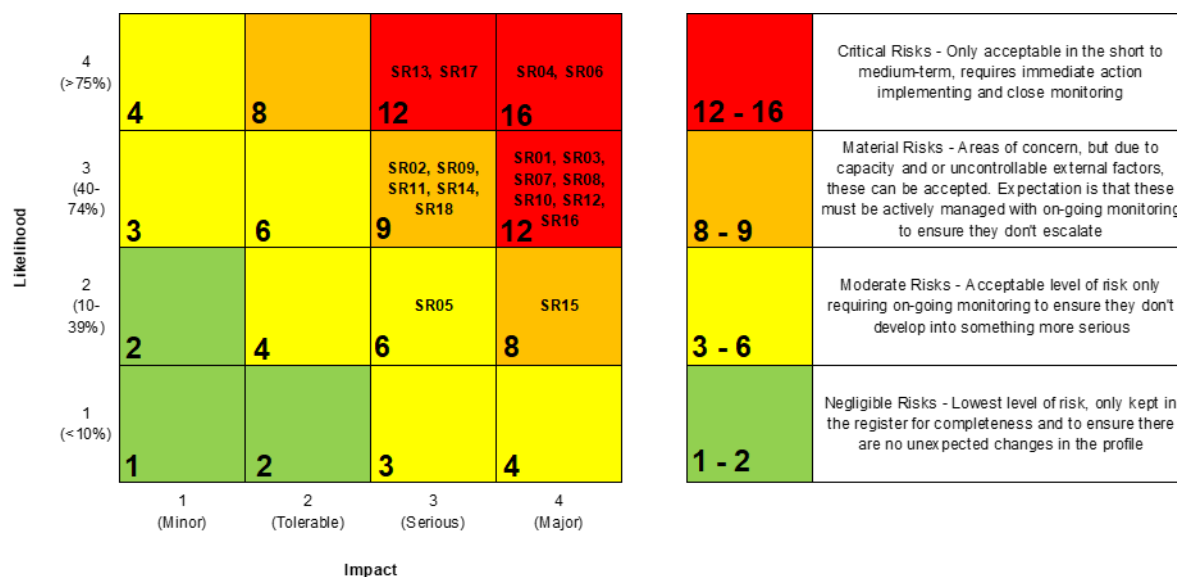 Likelihood
4
(>75%)
4
8
SR13, SR17
12
SR04, SR06
16
3
(40-
74%)
3
6
SR02, SR09,
SR11, SR14,
SR18
9
SR01, SR03,
SR07, SR08,
SR10, SR12,
SR16
12
2
(10-
39%)
2
4
SR05
6
SR15
8
1
(<10%)
1
2
3
4
1
(Minor)
2
(Tolerable)
3
(Serious)
4
(Major)
Impact
12 - 16
Critical Risks - Only acceptable in the short to
medium-term, requires immediate action
implementing and close monitoring
8 - 9
Material Risks - Areas of concern, but due to
capacity and or uncontrollable external factors,
these can be accepted. Expectation is that these
must be actively managed with on-going monitoring
to ensure they don't escalate
3 - 6
Moderate Risks - Acceptable level of risk only
requiring on-going monitoring to ensure they don't
develop into something more serious
1 - 2
Negligible Risks - Lowest level of risk, only kept in
the register for completeness and to ensure there
are no unexpected changes in the profile